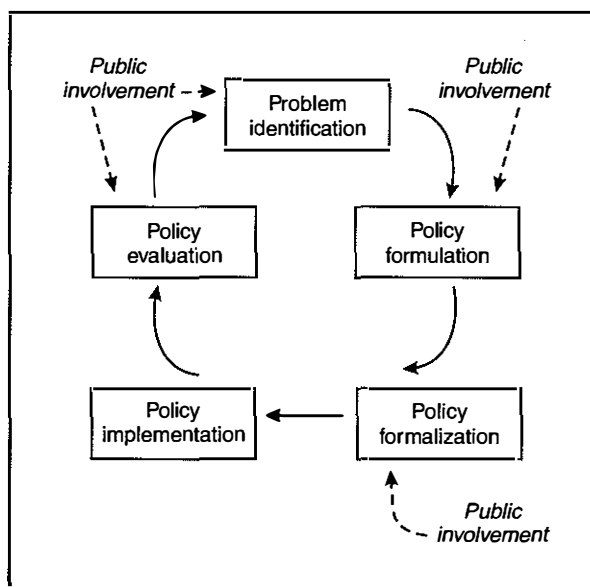 Public
involvement
Problem
identification
Public
involvement
Policy
evaluation
Policy
formulation
Policy
implementation
Policy
formalization
Public
involvement